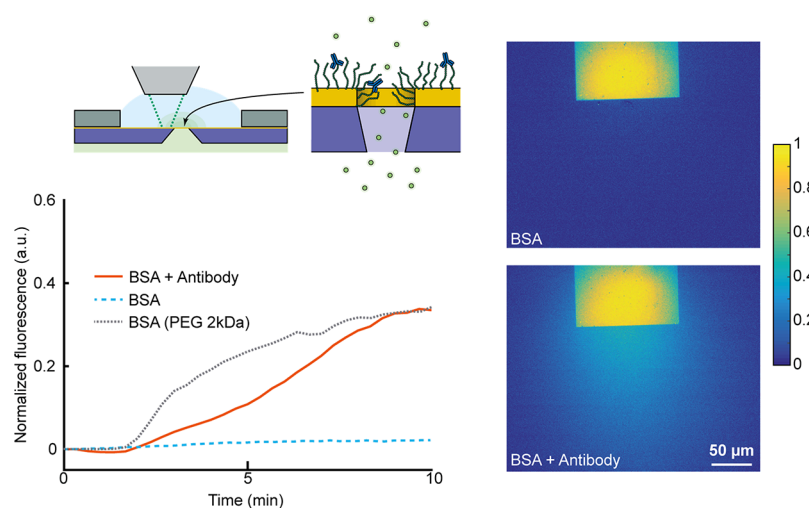 0.6
0.4
0.2
0
Normalized fluorescence (a.u.)
BSA + Antibody
BSA
BSA (PEG 2kDa)
0
5
10
Time (min)
BSA
BSA + Antibody
50 µm
1
0.8
0.6
0.4
0.2
0